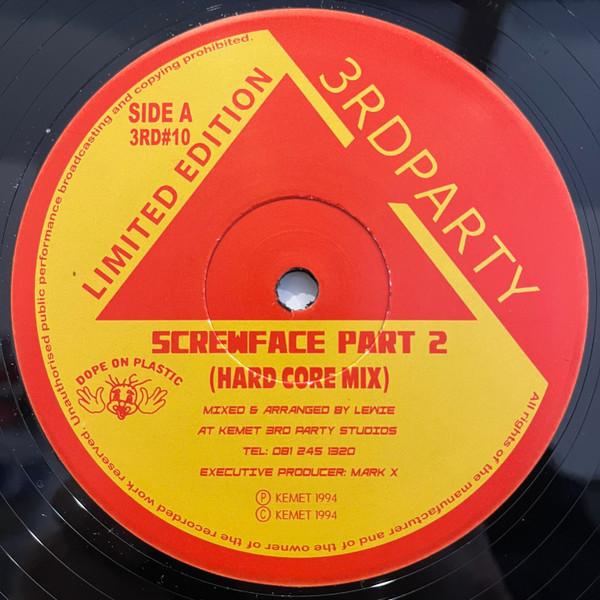 3RDPARTY
LIMITED EDITION
SIDE A
3RD#10
SCREWFACE PART 2
(HARD CORE MIX)
DOPE ON PLASTIC
MIXED & ARRANGED BY LEWIE
AT KEMET 3RD PARTY STUDIOS
TEL: 081 245 1320
EXECUTIVE PRODUCER: MARK X
Ⓟ KEMET 1994
© KEMET 1994
All rights of the manufacturer and of the owner of the recorded work reserved. Unauthorised public performance broadcasting and copying prohibited.